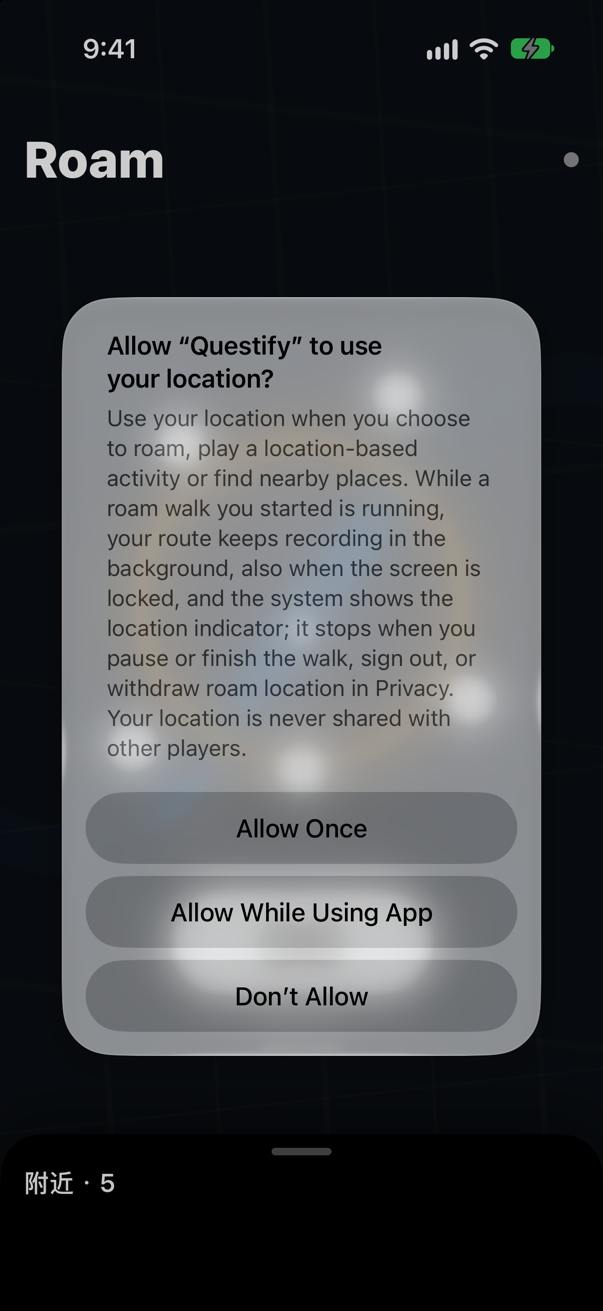 9:41
Roam
Allow “Questify” to use
your location?
Use your location when you choose
to roam, play a location-based
activity or find nearby places. While a
roam walk you started is running,
your route keeps recording in the
background, also when the screen is
locked, and the system shows the
location indicator; it stops when you
pause or finish the walk, sign out, or
withdraw roam location in Privacy.
Your location is never shared with
other players.
Allow Once
Allow While Using App
Don’t Allow
附近 · 5